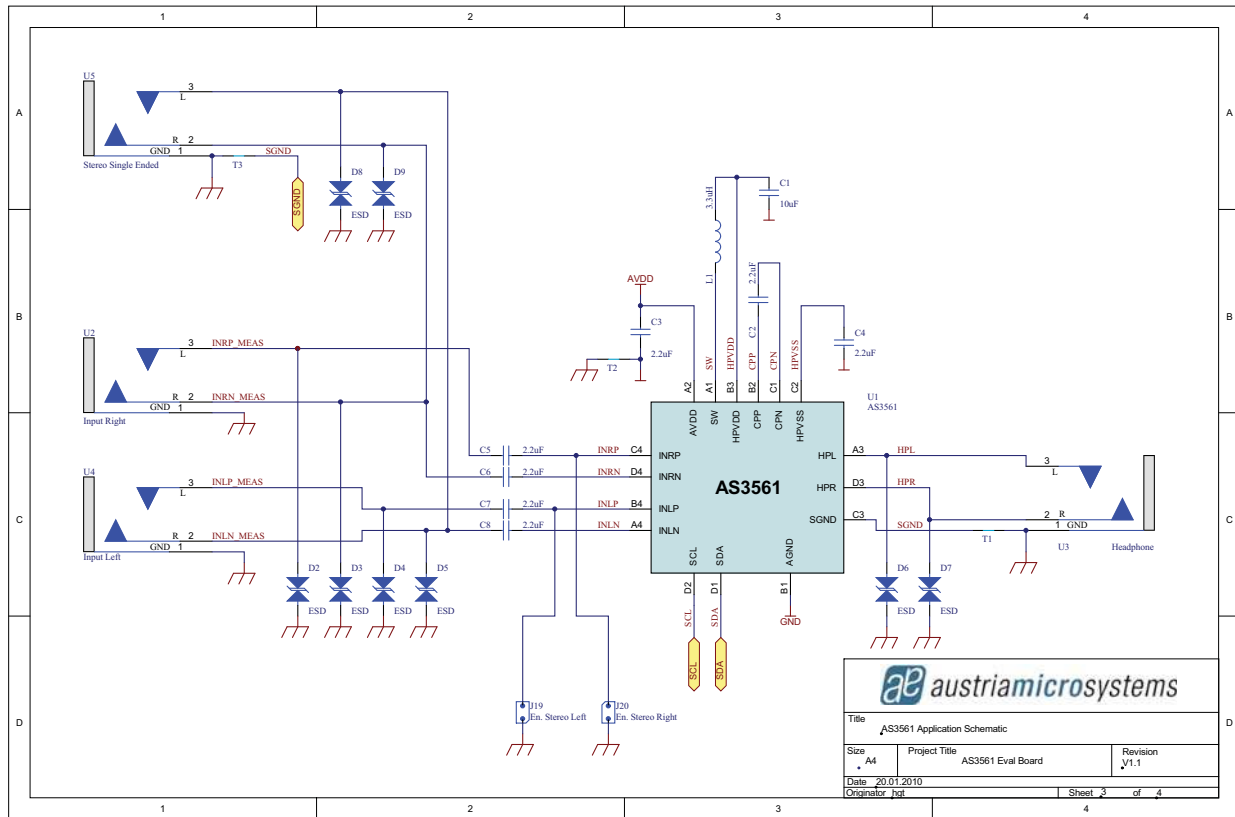 1 2 3 4
A A
B B
C C
D D
1 2 3 4
U5
3
L
R 2
GND 1
Stereo Single Ended
T3
SGND
SGND
D8
ESD
D9
ESD
U2
3
L
INRP_MEAS
R 2
INRN_MEAS
GND 1
Input Right
U4
3
L
INLP_MEAS
R 2
INLN_MEAS
GND 1
Input Left
D2
ESD
D3
ESD
D4
ESD
D5
ESD
C5 2.2uF INRP C4
C6 2.2uF INRN D4
C7 2.2uF INLP B4
C8 2.2uF INLN A4
AVDD
C3
2.2uF
T2
3.3uH
L1
C1
10uF
2.2uF
C2
C4
2.2uF
SW HPVDD CPP CPN HPVSS
A2 A1 B3 B2 C1 C2
AVDD SW HPVDD CPP CPN HPVSS
U1
AS3561
INRP
INRN
INLP
INLN
AS3561
HPL
HPR
SGND
SCL SDA AGND
D2 D1 B1
SCL SDA
GND
SCL SDA
A3 HPL
D3 HPR
C3 SGND
T1
3
L
2 R
1 GND
U3
Headphone
D6
ESD
D7
ESD
J19
En. Stereo Left
J20
En. Stereo Right
ae austriamicrosystems
Title
AS3561 Application Schematic
Size
A4
Project Title
AS3561 Eval Board
Revision
V1.1
Date 20.01.2010
Originator hgt
Sheet 3 of 4